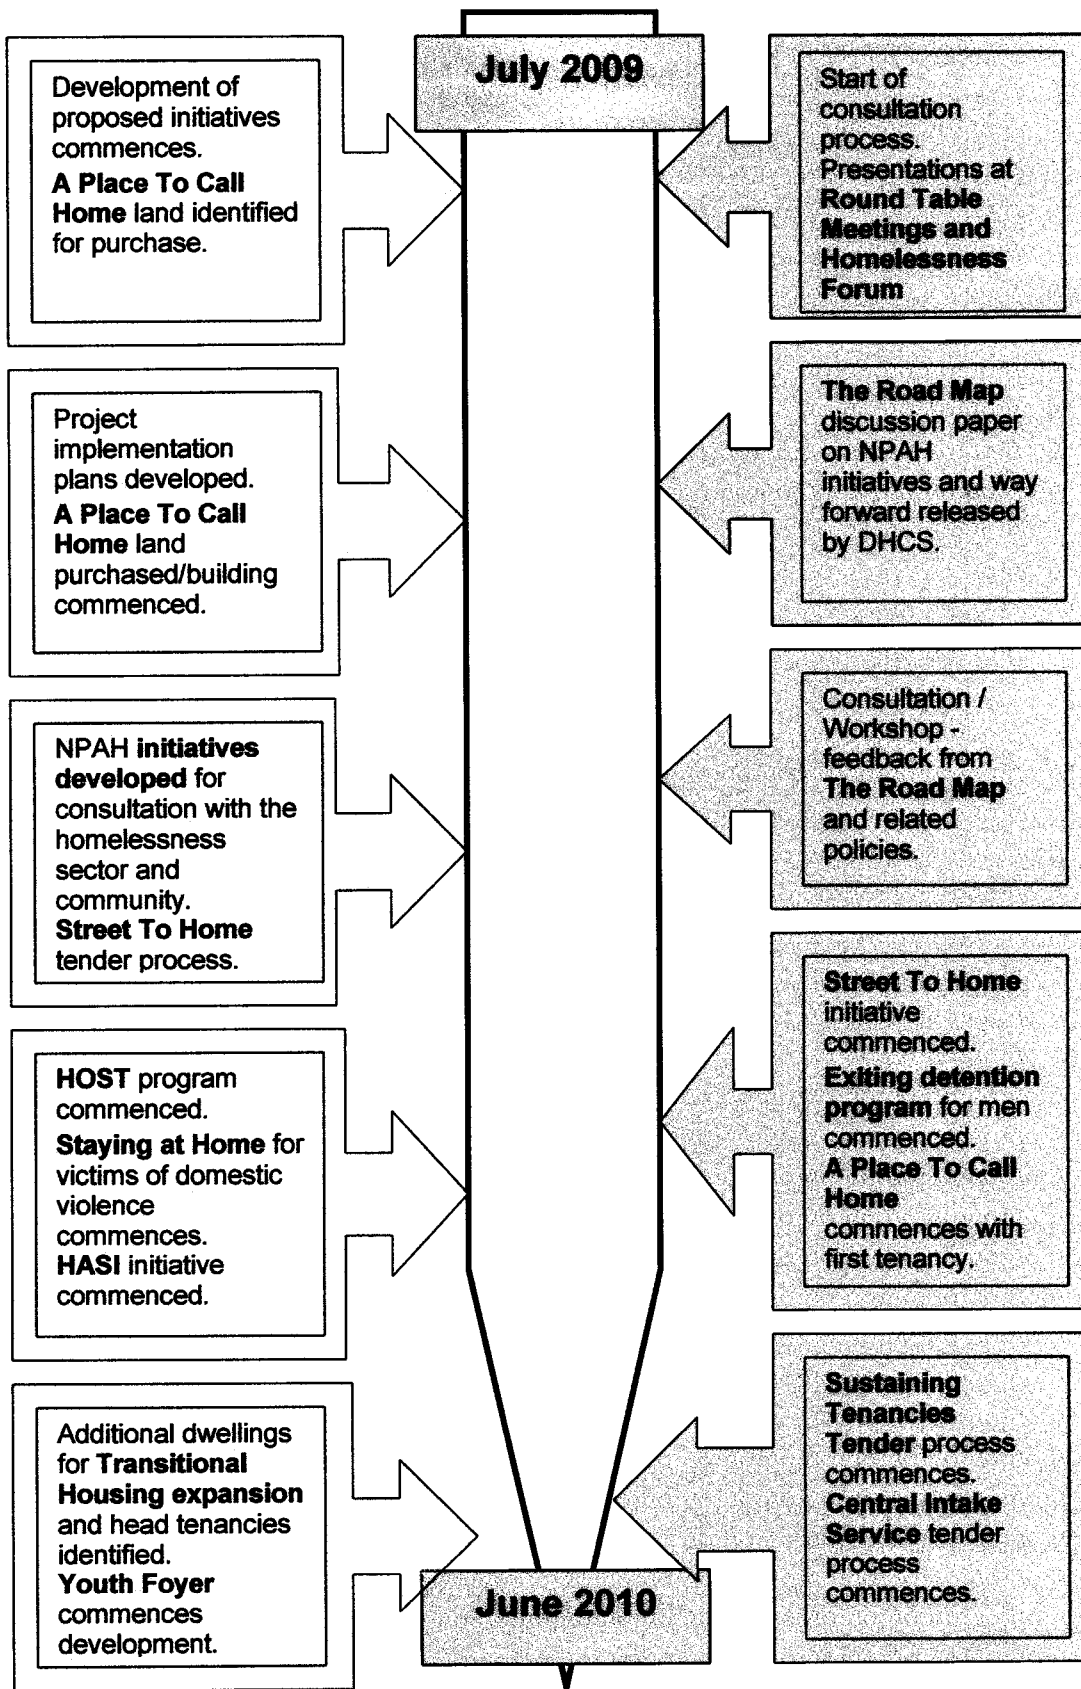 July 2009
Development of
proposed initiatives
commences.
A Place To Call
Home land identified
for purchase.
Start of
consultation
process.
Presentations at
Round Table
Meetings and
Homelessness
Forum
Project
implementation
plans developed.
A Place To Call
Home land
purchased/building
commenced.
The Road Map
discussion paper
on NPAH
initiatives and way
forward released
by DHCS.
NPAH initiatives
developed for
consultation with the
homelessness
sector and
community.
Street To Home
tender process.
Consultation /
Workshop -
feedback from
The Road Map
and related
policies.
HOST program
commenced.
Staying at Home for
victims of domestic
violence
commences.
HASI initiative
commenced.
Street To Home
initiative
commenced.
Exiting detention
program for men
commenced.
A Place To Call
Home
commences with
first tenancy.
Additional dwellings
for Transitional
Housing expansion
and head tenancies
identified.
Youth Foyer
commences
development.
Sustaining
Tenancies
Tender process
commences.
Central Intake
Service tender
process
commences.
June 2010